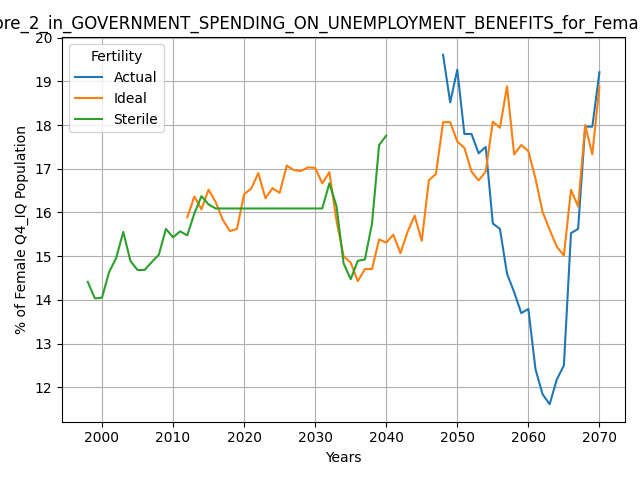 ore_2_in_GOVERNMENT_SPENDING_ON_UNEMPLOYMENT_BENEFITS_for_Fema
Fertility
Actual
Ideal
Sterile
% of Female Q4_IQ Population
20
19
18
17
16
15
14
13
12
2000 2010 2020 2030 2040 2050 2060 2070
Years